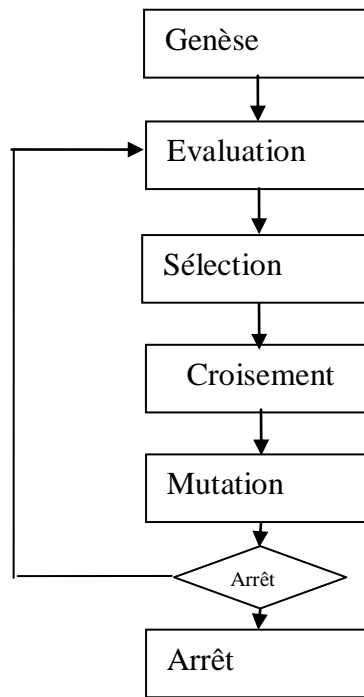 Genèse
Evaluation
Sélection
Croisement
Mutation
Arrêt
Arrêt